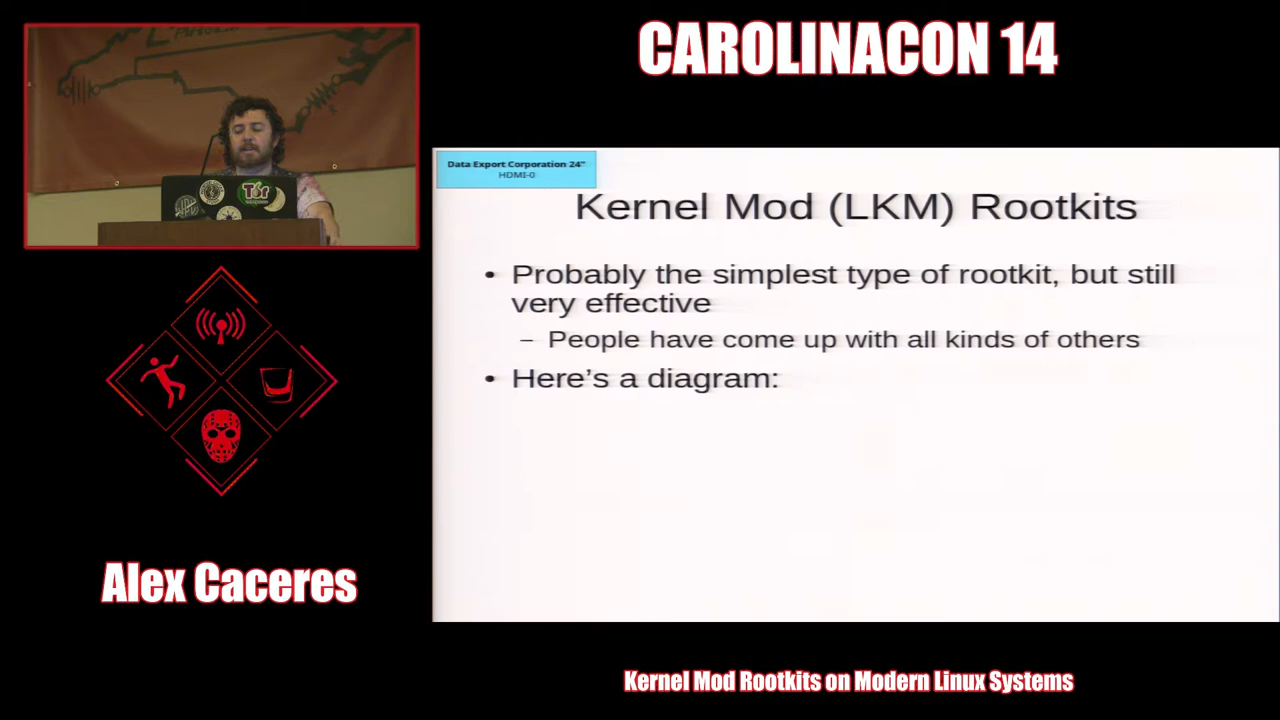 CAROLINACON 14
Data Export Corporation 24"
HDMI-0
Kernel Mod (LKM) Rootkits
• Probably the simplest type of rootkit, but still
very effective
– People have come up with all kinds of others
• Here's a diagram:
Tor
Alex Caceres
Kernel Mod Rootkits on Modern Linux Systems